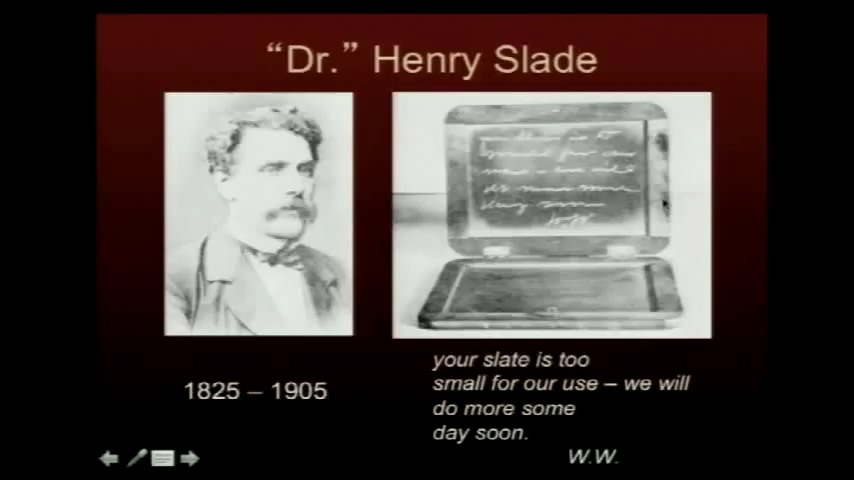 “Dr.” Henry Slade
1825 – 1905
your slate is too
small for our use – we will
do more some
day soon.
W.W.